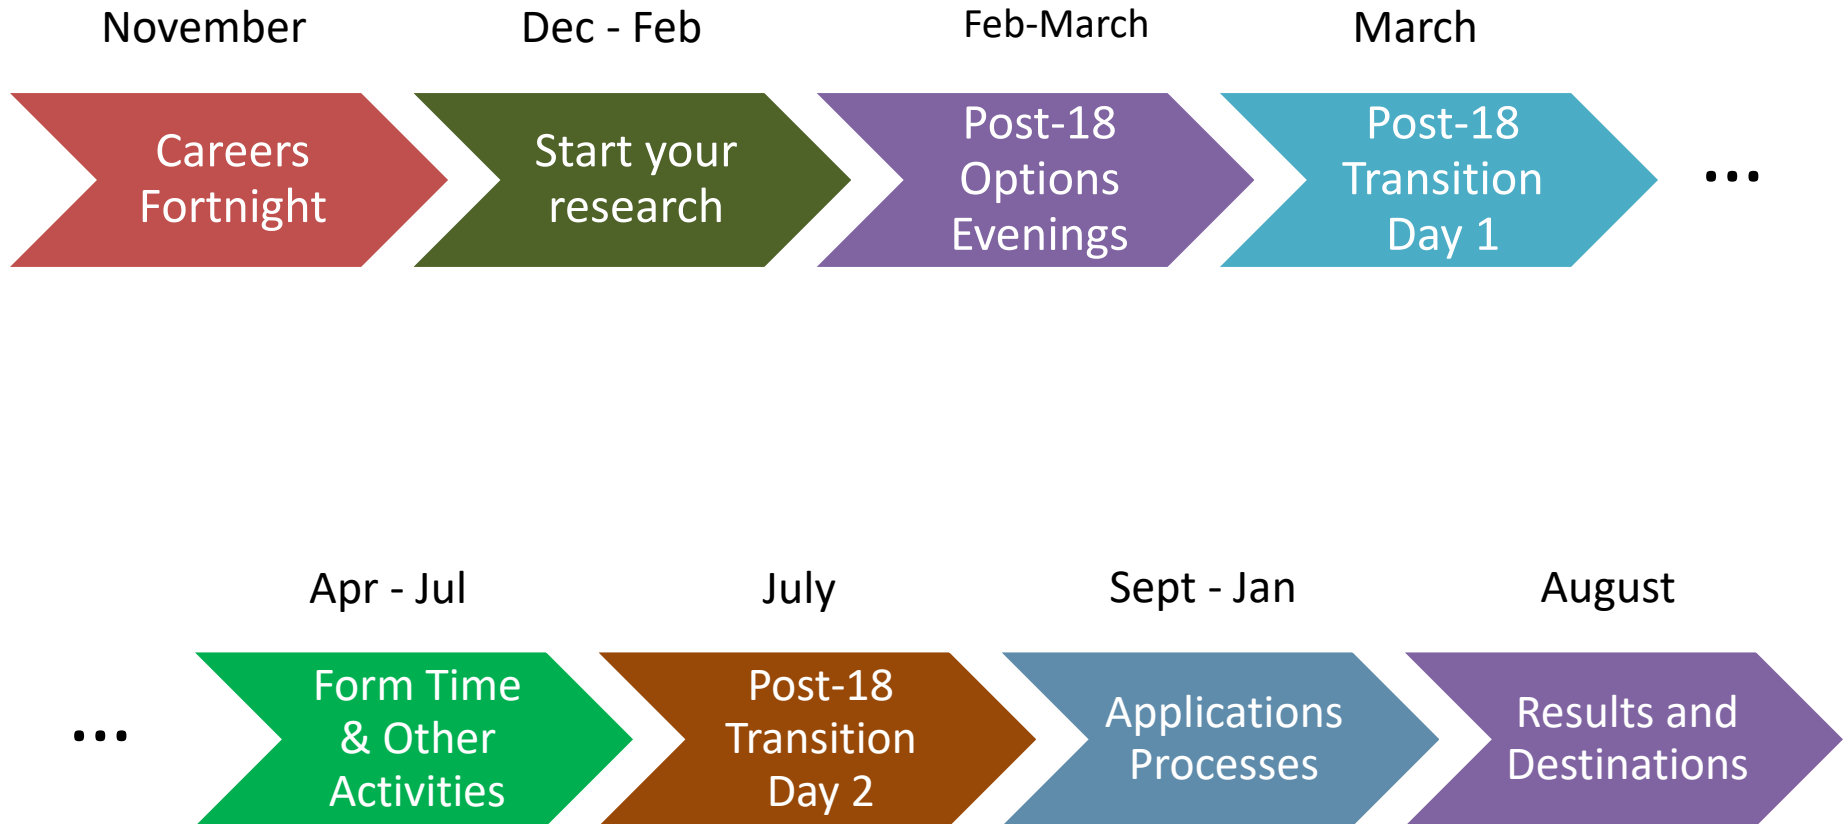 November
Dec - Feb
Feb-March
March
Careers
Fortnight
Start your
research
Post-18
Options
Evenings
Post-18
Transition
Day 1
...
Apr - Jul
July
Sept - Jan
August
...
Form Time
& Other
Activities
Post-18
Transition
Day 2
Applications
Processes
Results and
Destinations